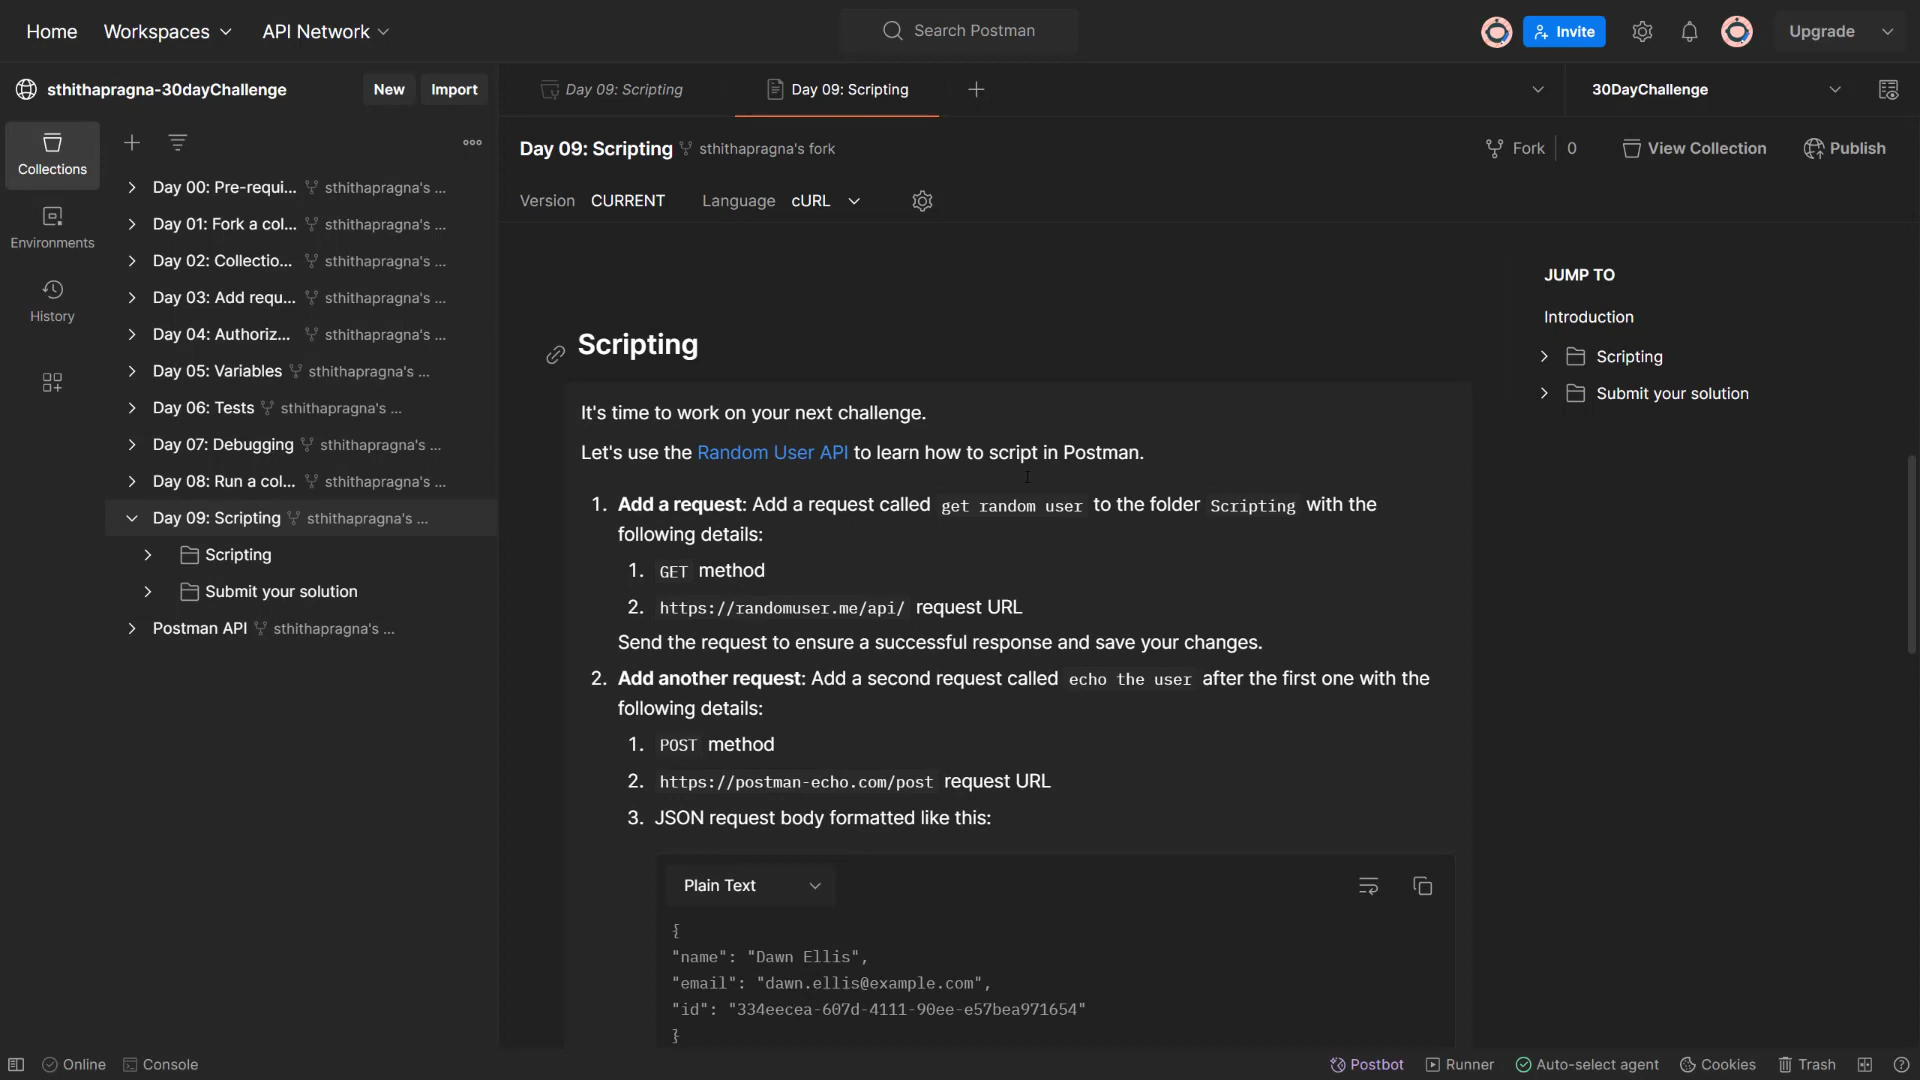 Home Workspaces API Network Search Postman Invite Upgrade
sthithapragna-30dayChallenge New Import Day 09: Scripting Day 09: Scripting 30DayChallenge
Collections
Environments
History
Day 00: Pre-requi... sthithapragna's ...
Day 01: Fork a col... sthithapragna's ...
Day 02: Collectio... sthithapragna's ...
Day 03: Add requ... sthithapragna's ...
Day 04: Authoriz... sthithapragna's ...
Day 05: Variables sthithapragna's ...
Day 06: Tests sthithapragna's ...
Day 07: Debugging sthithapragna's ...
Day 08: Run a col... sthithapragna's ...
Day 09: Scripting sthithapragna's ...
Scripting
Submit your solution
Postman API sthithapragna's ...
Day 09: Scripting sthithapragna's fork Fork 0 View Collection Publish
Version CURRENT Language cURL
Scripting
It's time to work on your next challenge.
Let's use the Random User API to learn how to script in Postman.
1. Add a request: Add a request called get random user to the folder Scripting with the
following details:
1. GET method
2. https://randomuser.me/api/ request URL
Send the request to ensure a successful response and save your changes.
2. Add another request: Add a second request called echo the user after the first one with the
following details:
1. POST method
2. https://postman-echo.com/post request URL
3. JSON request body formatted like this:
Plain Text
{
"name": "Dawn Ellis",
"email": "dawn.ellis@example.com",
"id": "334eecea-607d-4111-90ee-e57bea971654"
}
JUMP TO
Introduction
Scripting
Submit your solution
Online Console Postbot Runner Auto-select agent Cookies Trash